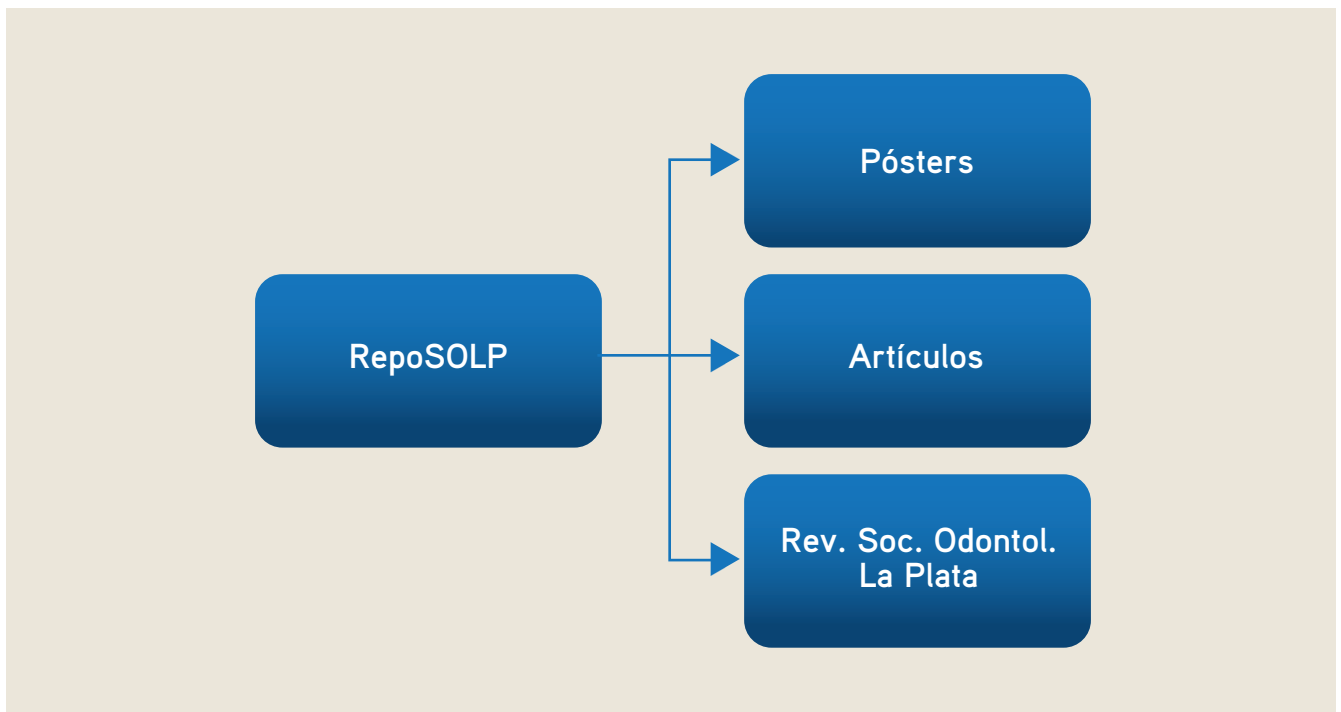 RepoSOLP
Pósters
Artículos
Rev. Soc. Odontol.
La Plata